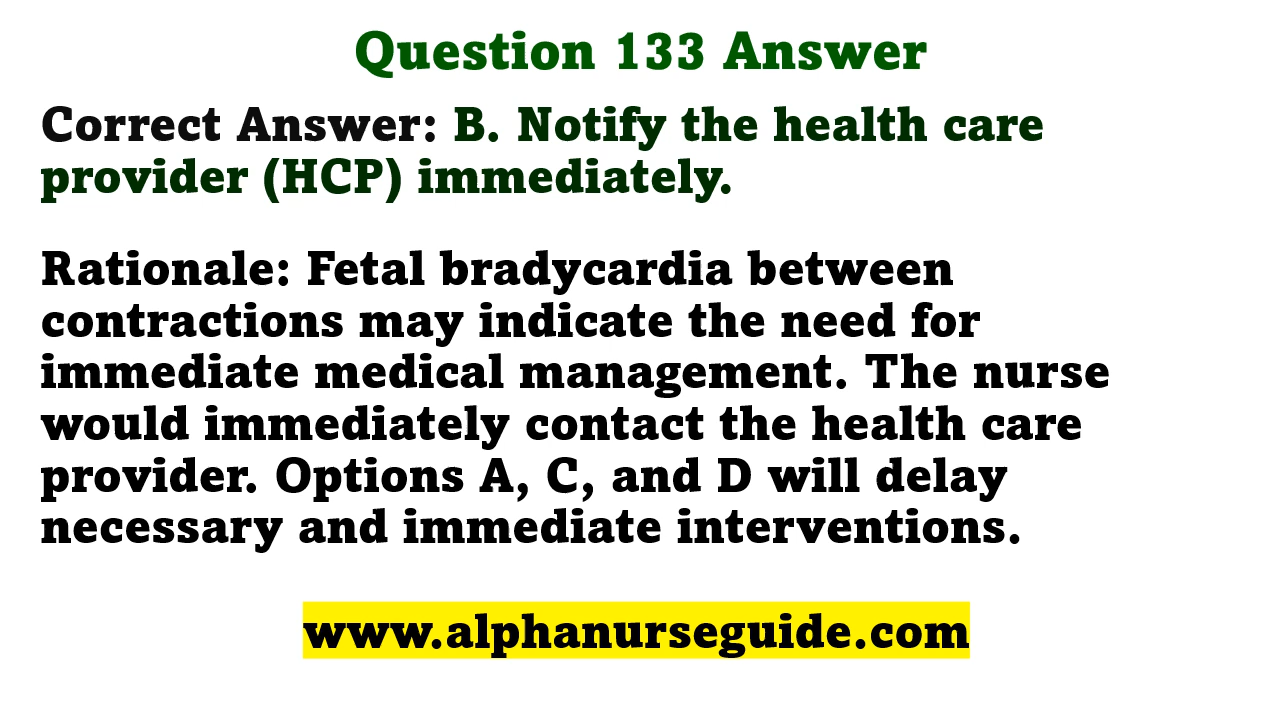 Question 133 Answer
Correct Answer: B. Notify the health care
provider (HCP) immediately.
Rationale: Fetal bradycardia between
contractions may indicate the need for
immediate medical management. The nurse
would immediately contact the health care
provider. Options A, C, and D will delay
necessary and immediate interventions.
www.alphanurseguide.com